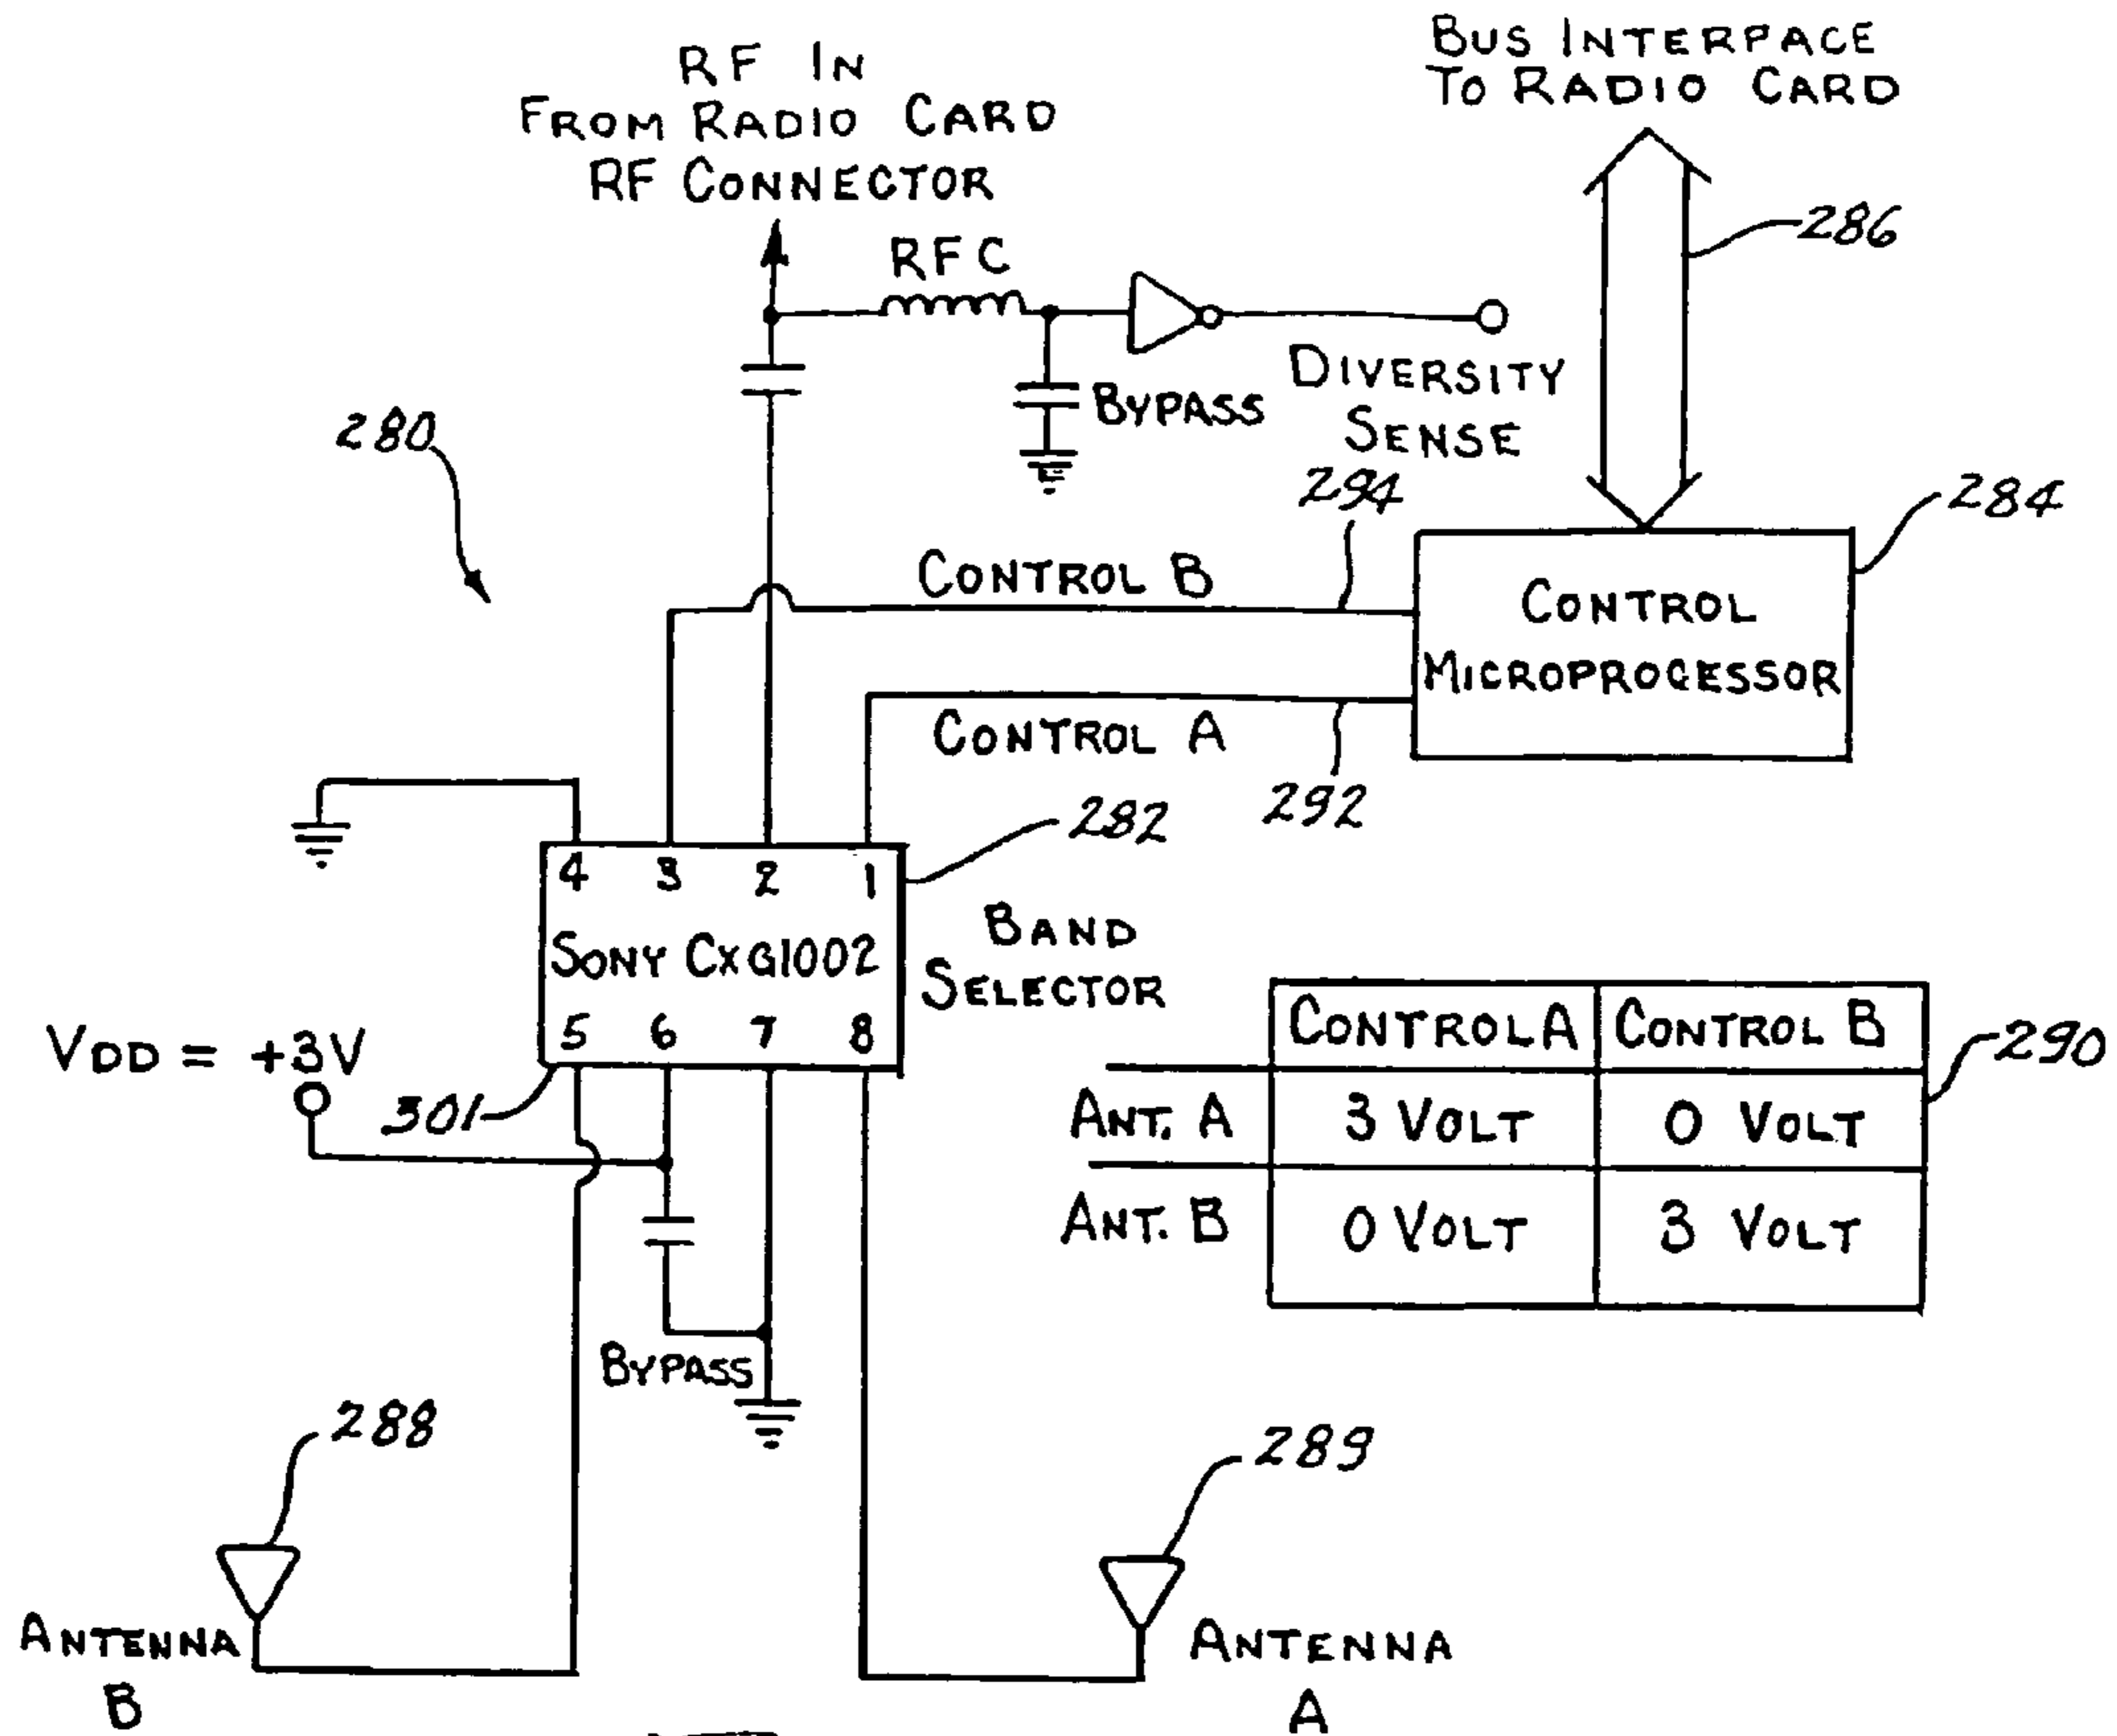 RF IN
FROM RADIO CARD
RF CONNECTOR
BUS INTERFACE
TO RADIO CARD
286
RFC
DIVERSITY
SENSE
BYPASS
280
294
284
CONTROL B
CONTROL
MICROPROCESSOR
CONTROL A
292
282
4 3 2 1
SONY CXG1002
5 6 7 8
BAND
SELECTOR
VDD = +3V
301
CONTROL A CONTROL B
290
ANT. A 3 VOLT 0 VOLT
ANT. B 0 VOLT 3 VOLT
BYPASS
288
289
ANTENNA
B
ANTENNA
A